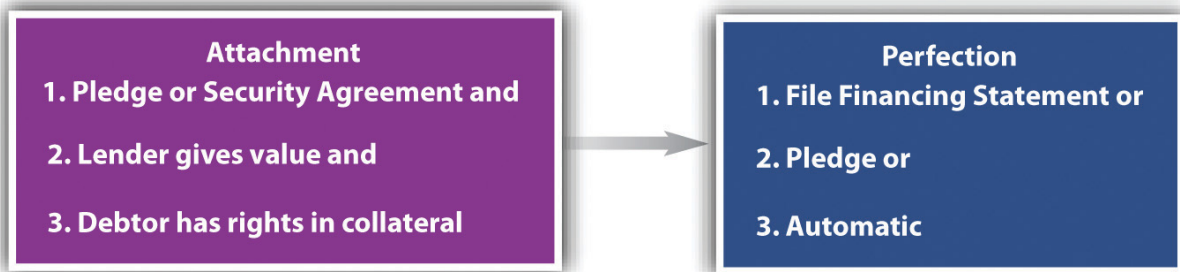 Attachment
1. Pledge or Security Agreement and
2. Lender gives value and
3. Debtor has rights in collateral
Perfection
1. File Financing Statement or
2. Pledge or
3. Automatic